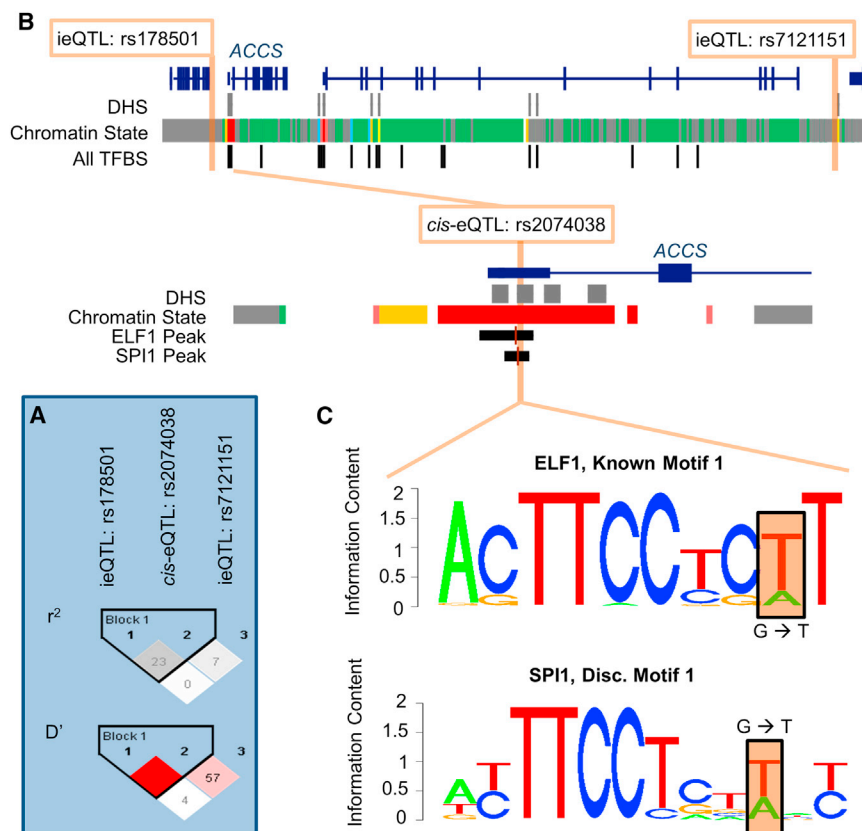 B
ieQTL: rs178501
ACCS
ieQTL: rs7121151
DHS
Chromatin State
All TFBS
cis-eQTL: rs2074038
ACCS
DHS
Chromatin State
ELF1 Peak
SPI1 Peak
A
ieQTL: rs178501
cis-eQTL: rs2074038
ieQTL: rs7121151
r²
Block 1
1 2 3
23 7
0
D'
Block 1
1 2 3
57
4
C
ELF1, Known Motif 1
Information Content
2
1.5
1
0.5
0
A C T T C C T C T T
G C G A
G → T
SPI1, Disc. Motif 1
Information Content
2
1.5
1
0.5
0
G → T
A T T T C C T C T T T T
T C T G G A C